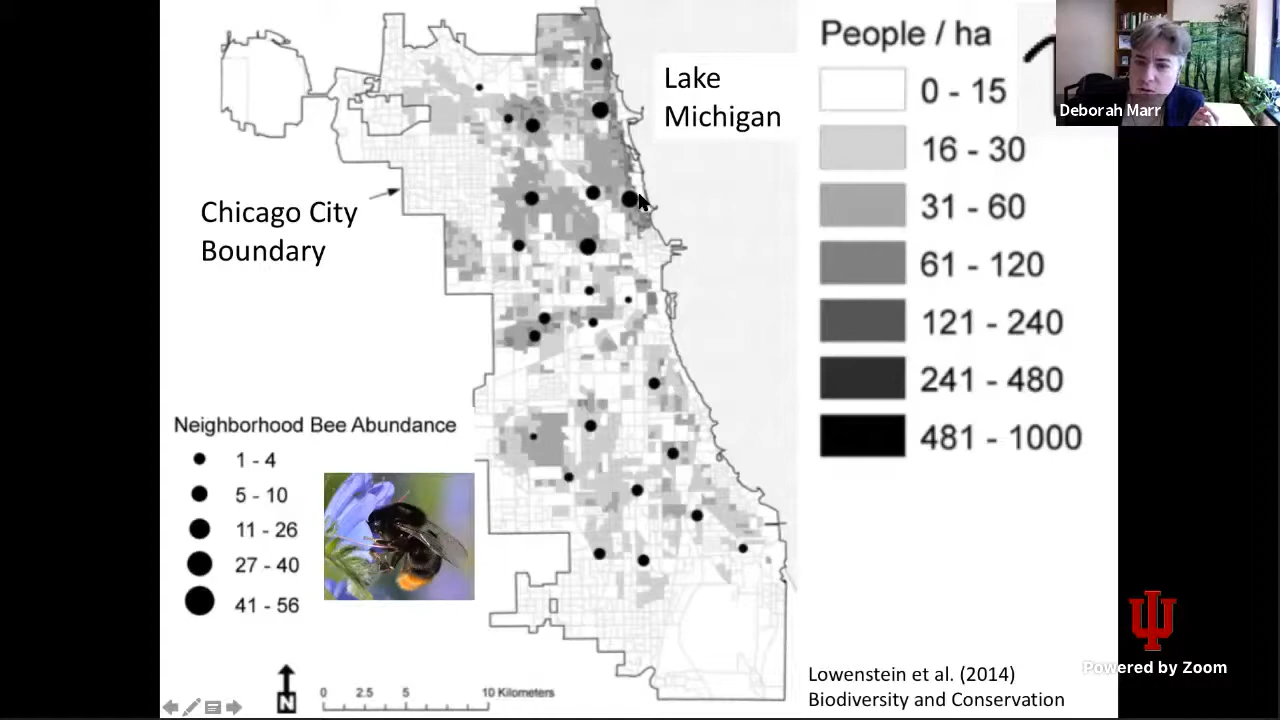 Lake
Michigan
Chicago City
Boundary
People / ha
0 - 15
16 - 30
31 - 60
61 - 120
121 - 240
241 - 480
481 - 1000
Deborah Marr
Neighborhood Bee Abundance
1 - 4
5 - 10
11 - 26
27 - 40
41 - 56
N
0 2.5 5 10 Kilometers
Lowenstein et al. (2014)
Biodiversity and Conservation
Powered by Zoom